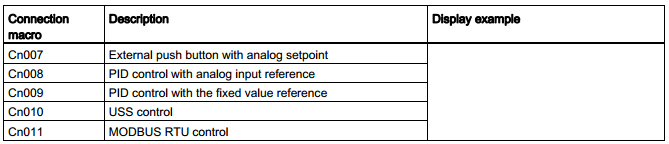 Connection macro Description Display example
Cn007 External push button with analog setpoint
Cn008 PID control with analog input reference
Cn009 PID control with the fixed value reference
Cn010 USS control
Cn011 MODBUS RTU control